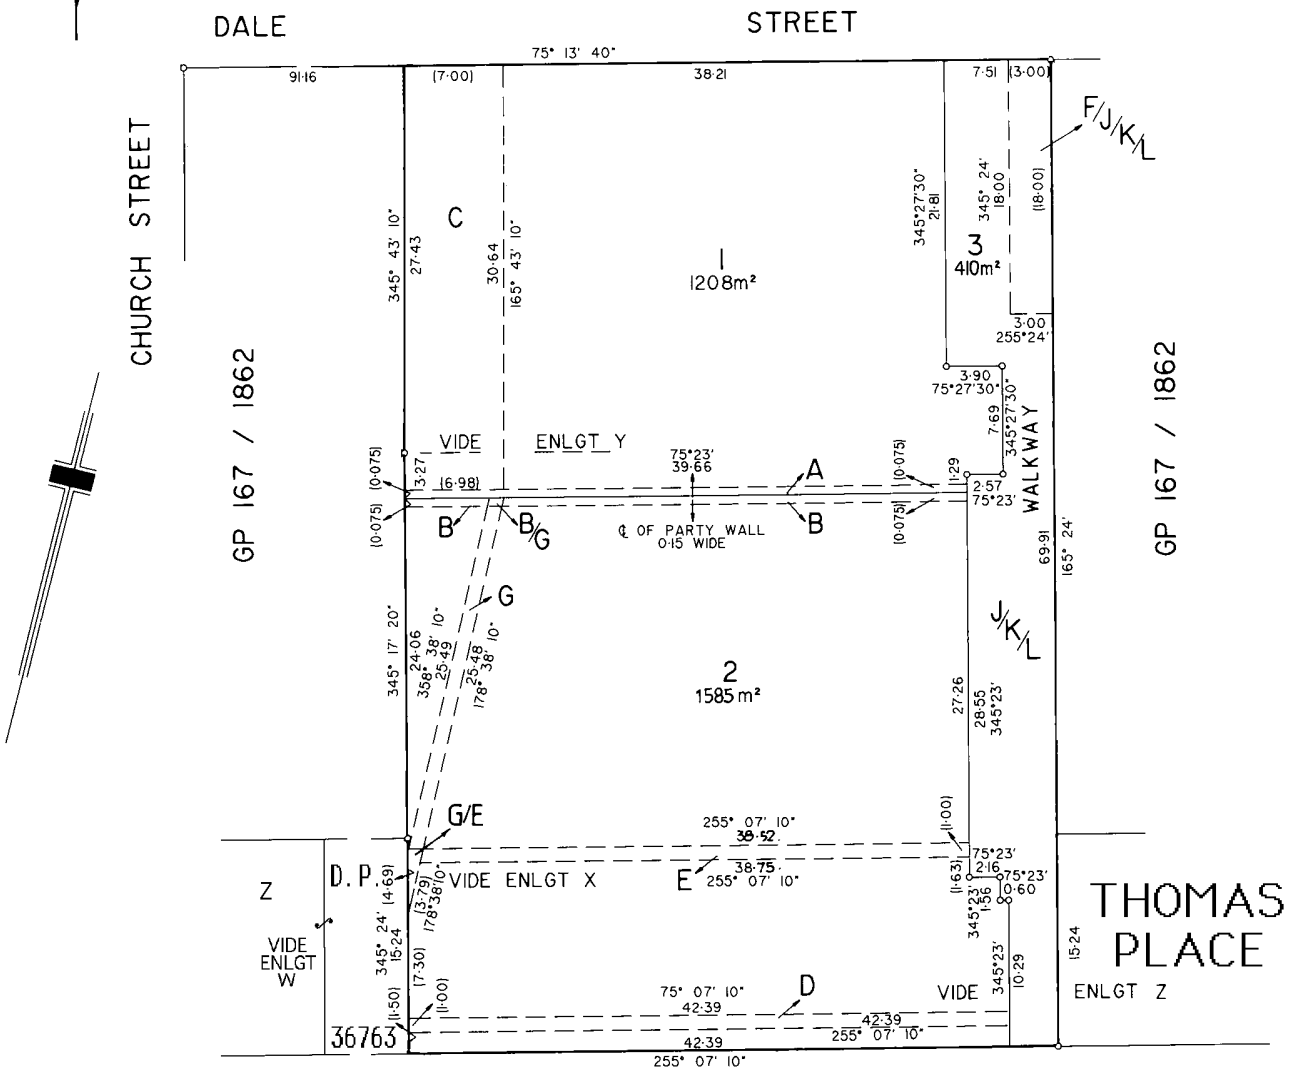 DALE
STREET
75° 13' 40"
91·16
(7·00)
38·21
7·51
(3·00)
F/J/K/L
CHURCH STREET
345° 43' 10"
27·43
C
30·64
165° 43' 10"
1
1208m²
345°27'30"
21·81
3
410m²
345° 24'
18·00
(18·00)
3·00
255°24'
3·90
75°27'30"
7·69
345°27'30"
GP 167 / 1862
GP 167 / 1862
VIDE ENLGT Y
3·27
(0·075)
(6·98)
75°23'
39·66
A
(0·075)
1·29
2·57
75°23'
WALKWAY
(0·075)
B
B/G
℄ OF PARTY WALL
0·15 WIDE
B
(0·075)
69·91
165° 24'
G
345° 17' 20"
24·06
358° 38' 10"
25·49
25·48
178° 38' 10"
2
1585m²
27·26
28·55
345°23'
J/K/L
G/E
255° 07' 10"
38·52
(1·00)
75°23'
2·16
75°23'
0·60
Z
D.P.
(4·69)
(3·79)
178°38'10"
VIDE ENLGT X
38·75
E
255° 07' 10"
(1·63)
345°23'
1·56
THOMAS
PLACE
VIDE
ENLGT
W
345° 24'
15·24
(7·30)
345°23'
10·29
15·24
(1·50)
(1·00)
75° 07' 10"
42·39
D
VIDE
ENLGT Z
42·39
255° 07' 10"
36763
42·39
255° 07' 10"